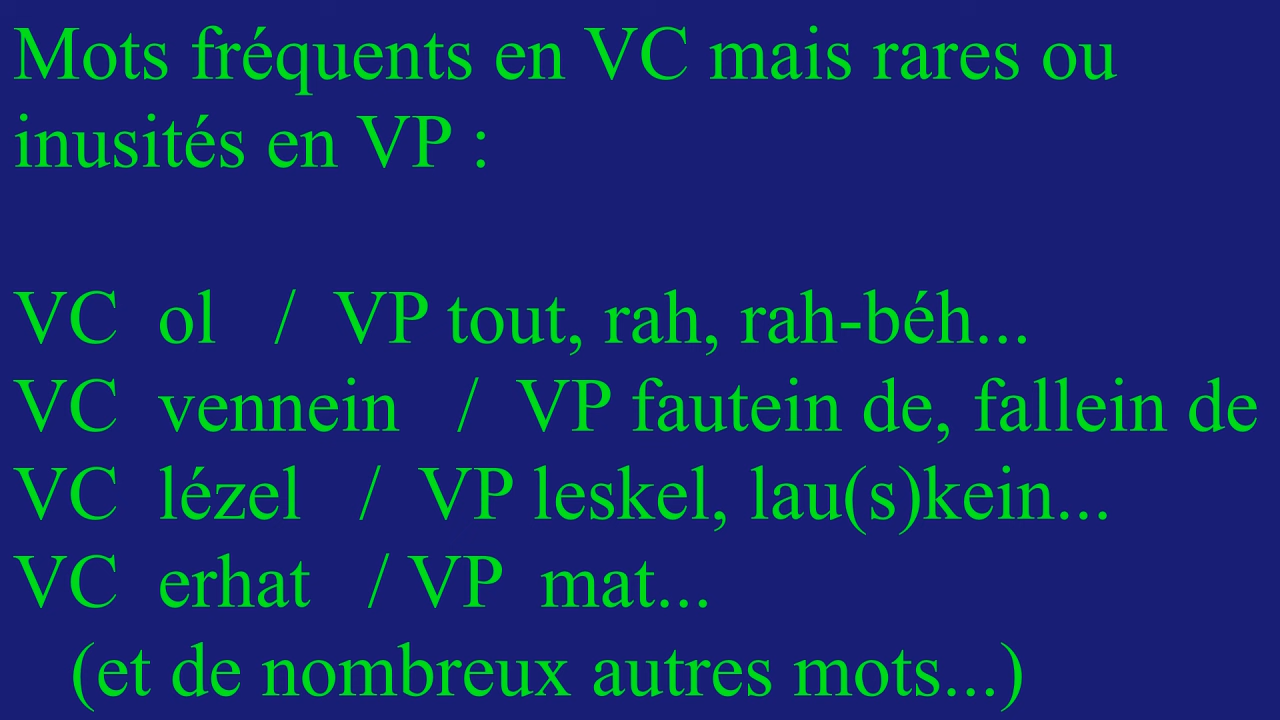 Mots fréquents en VC mais rares ou
inusités en VP :
VC ol / VP tout, rah, rah-béh...
VC vennein / VP fautein de, fallein de
VC lézel / VP leskel, lau(s)kein...
VC erhat / VP mat...
(et de nombreux autres mots...)